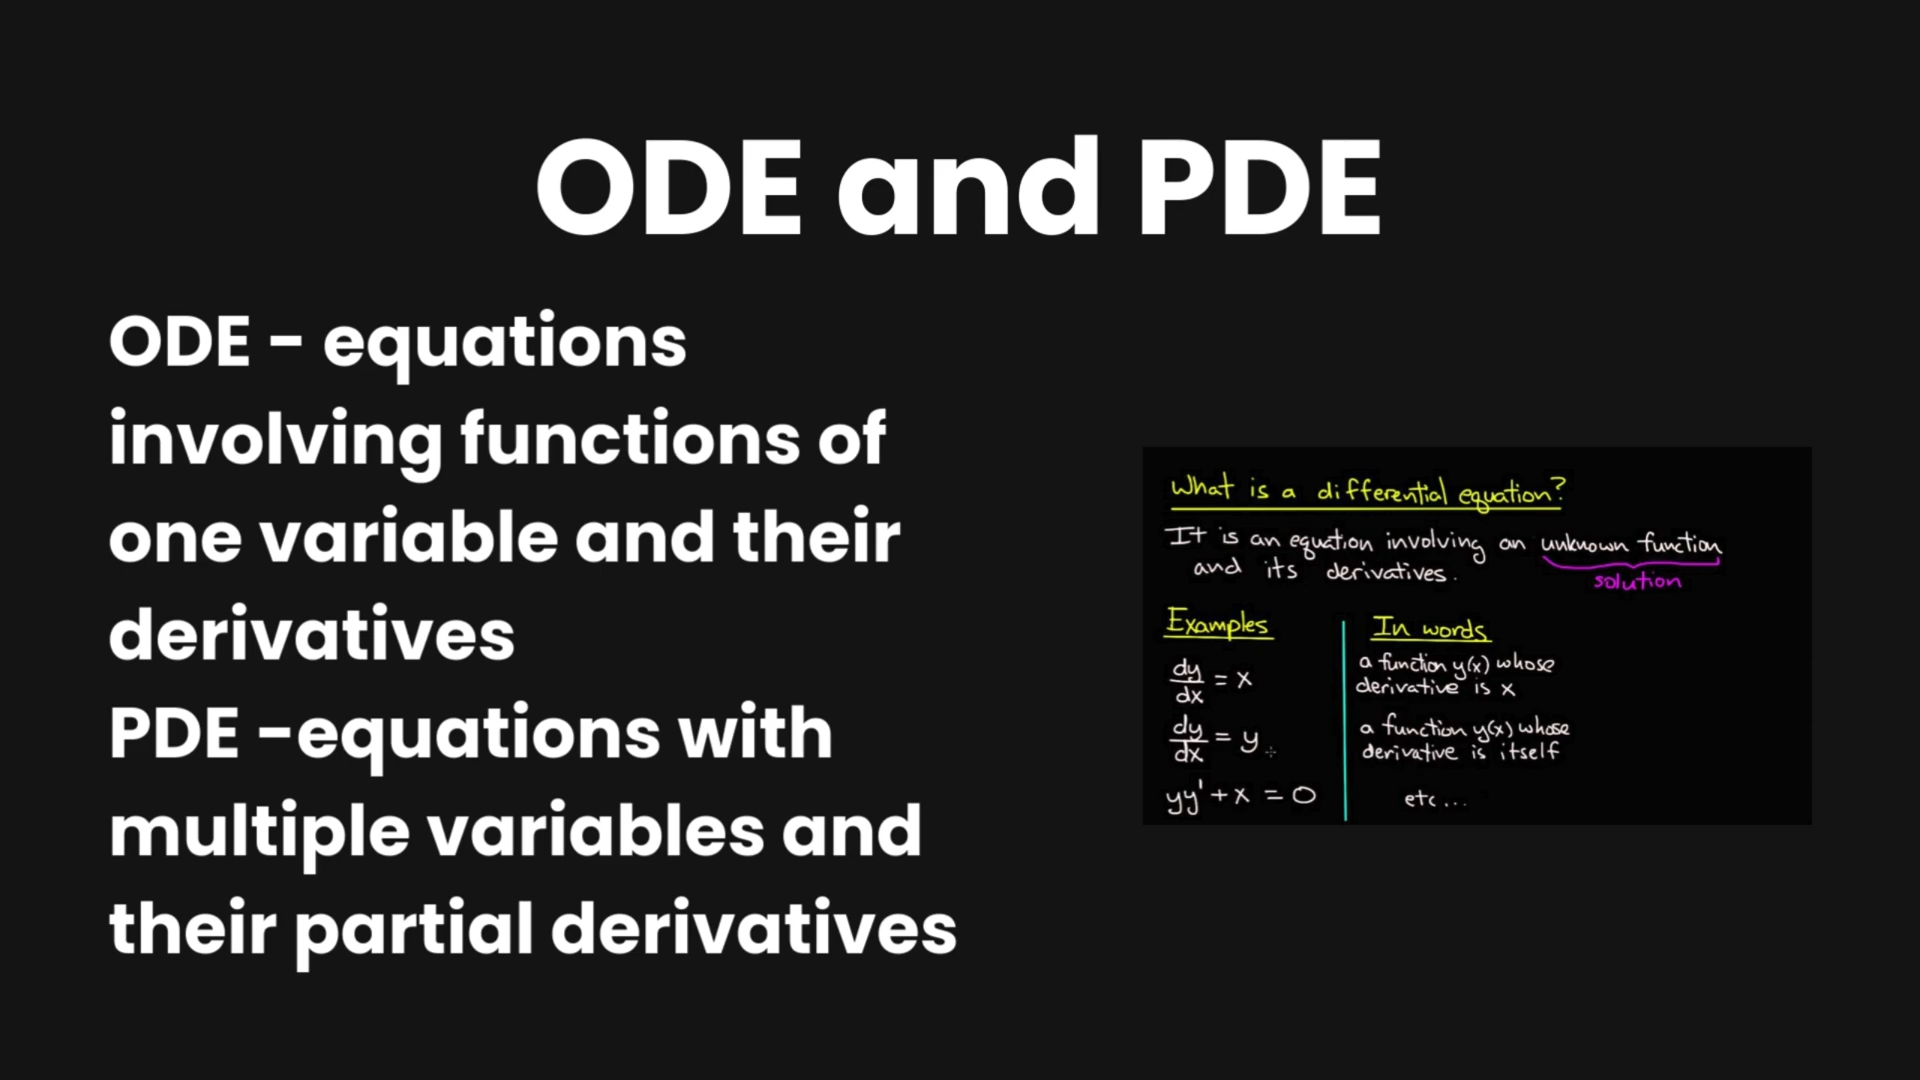 ODE and PDE
ODE - equations
involving functions of
one variable and their
derivatives
PDE -equations with
multiple variables and
their partial derivatives
What is a differential equation?
It is an equation involving an unknown function
and its derivatives.
solution
Examples
In words
dy/dx = x
a function y(x) whose
derivative is x
dy/dx = y
a function y(x) whose
derivative is itself
yy' + x = 0
etc...